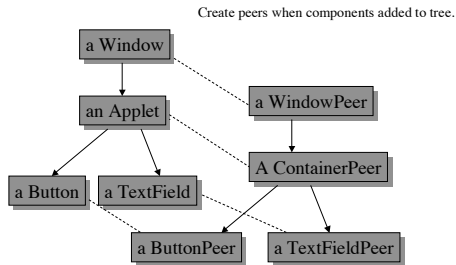 Create peers when components added to tree.
a Window
a WindowPeer
an Applet
A ContainerPeer
a Button
a TextField
a ButtonPeer
a TextFieldPeer